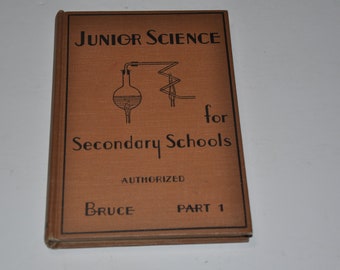 JUNIOR SCIENCE
for
Secondary Schools
AUTHORIZED
BRUCE PART 1